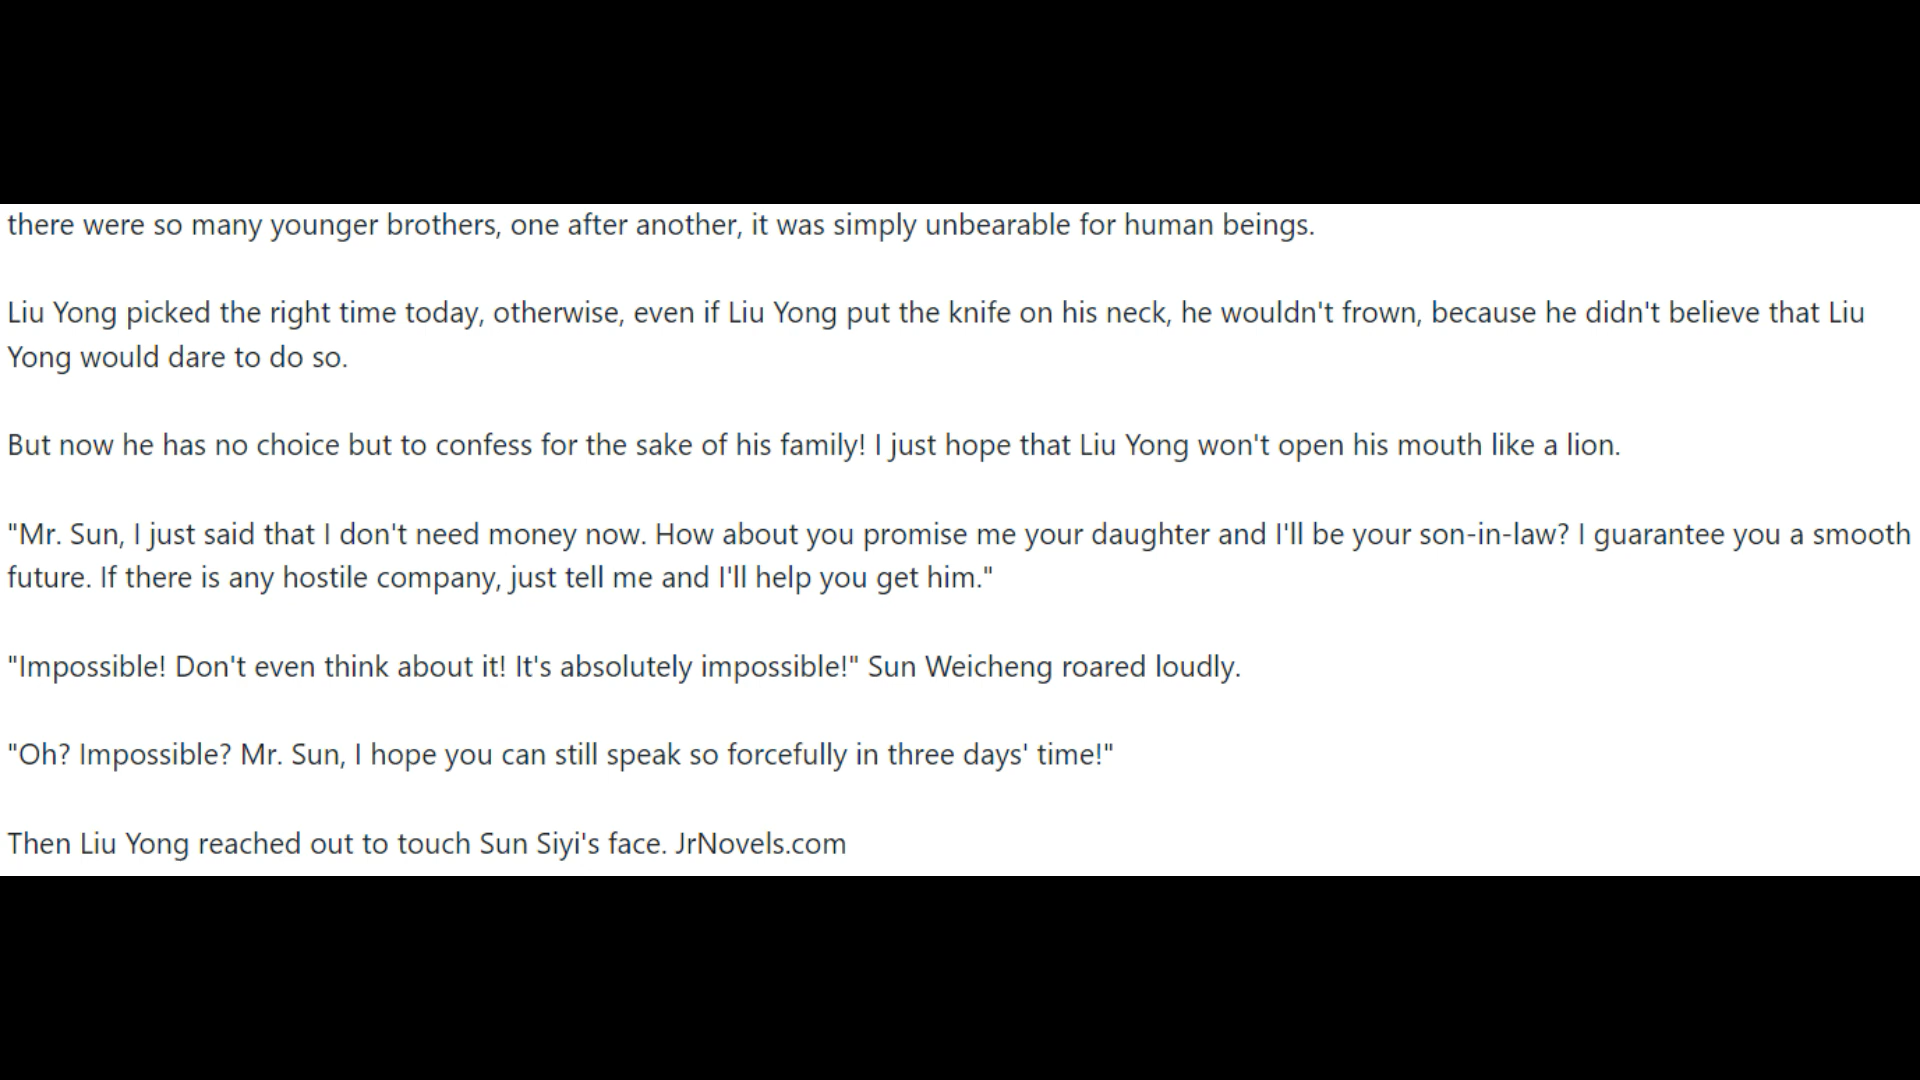 there were so many younger brothers, one after another, it was simply unbearable for human beings.
Liu Yong picked the right time today, otherwise, even if Liu Yong put the knife on his neck, he wouldn't frown, because he didn't believe that Liu
Yong would dare to do so.
But now he has no choice but to confess for the sake of his family! I just hope that Liu Yong won't open his mouth like a lion.
"Mr. Sun, I just said that I don't need money now. How about you promise me your daughter and I'll be your son-in-law? I guarantee you a smooth
future. If there is any hostile company, just tell me and I'll help you get him."
"Impossible! Don't even think about it! It's absolutely impossible!" Sun Weicheng roared loudly.
"Oh? Impossible? Mr. Sun, I hope you can still speak so forcefully in three days' time!"
Then Liu Yong reached out to touch Sun Siyi's face. JrNovels.com